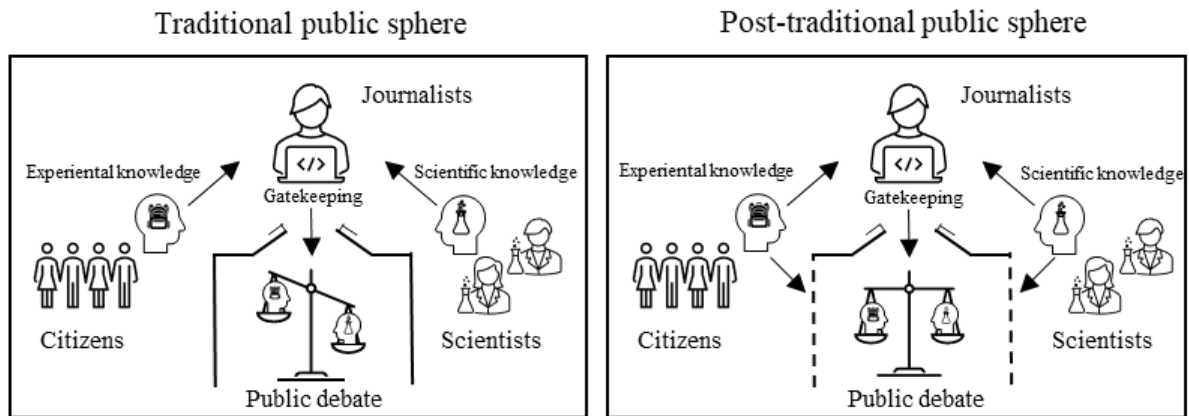 Traditional public sphere
Journalists
Experiental knowledge
Scientific knowledge
</>
Gatekeeping
Citizens
Scientists
Public debate
Post-traditional public sphere
Journalists
Experiental knowledge
Scientific knowledge
</>
Gatekeeping
Citizens
Scientists
Public debate